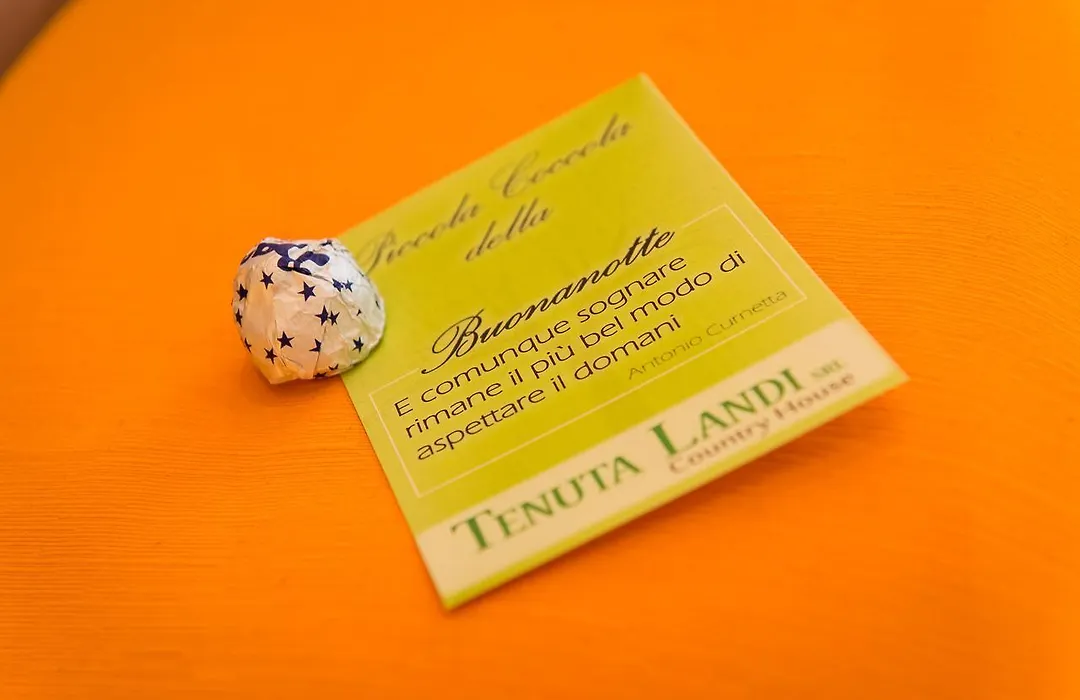 Piccola Coccola
della
Buonanotte
E comunque sognare
rimane il più bel modo di
aspettare il domani
Antonio Curnetta
TENUTA LANDI SRL
Country House